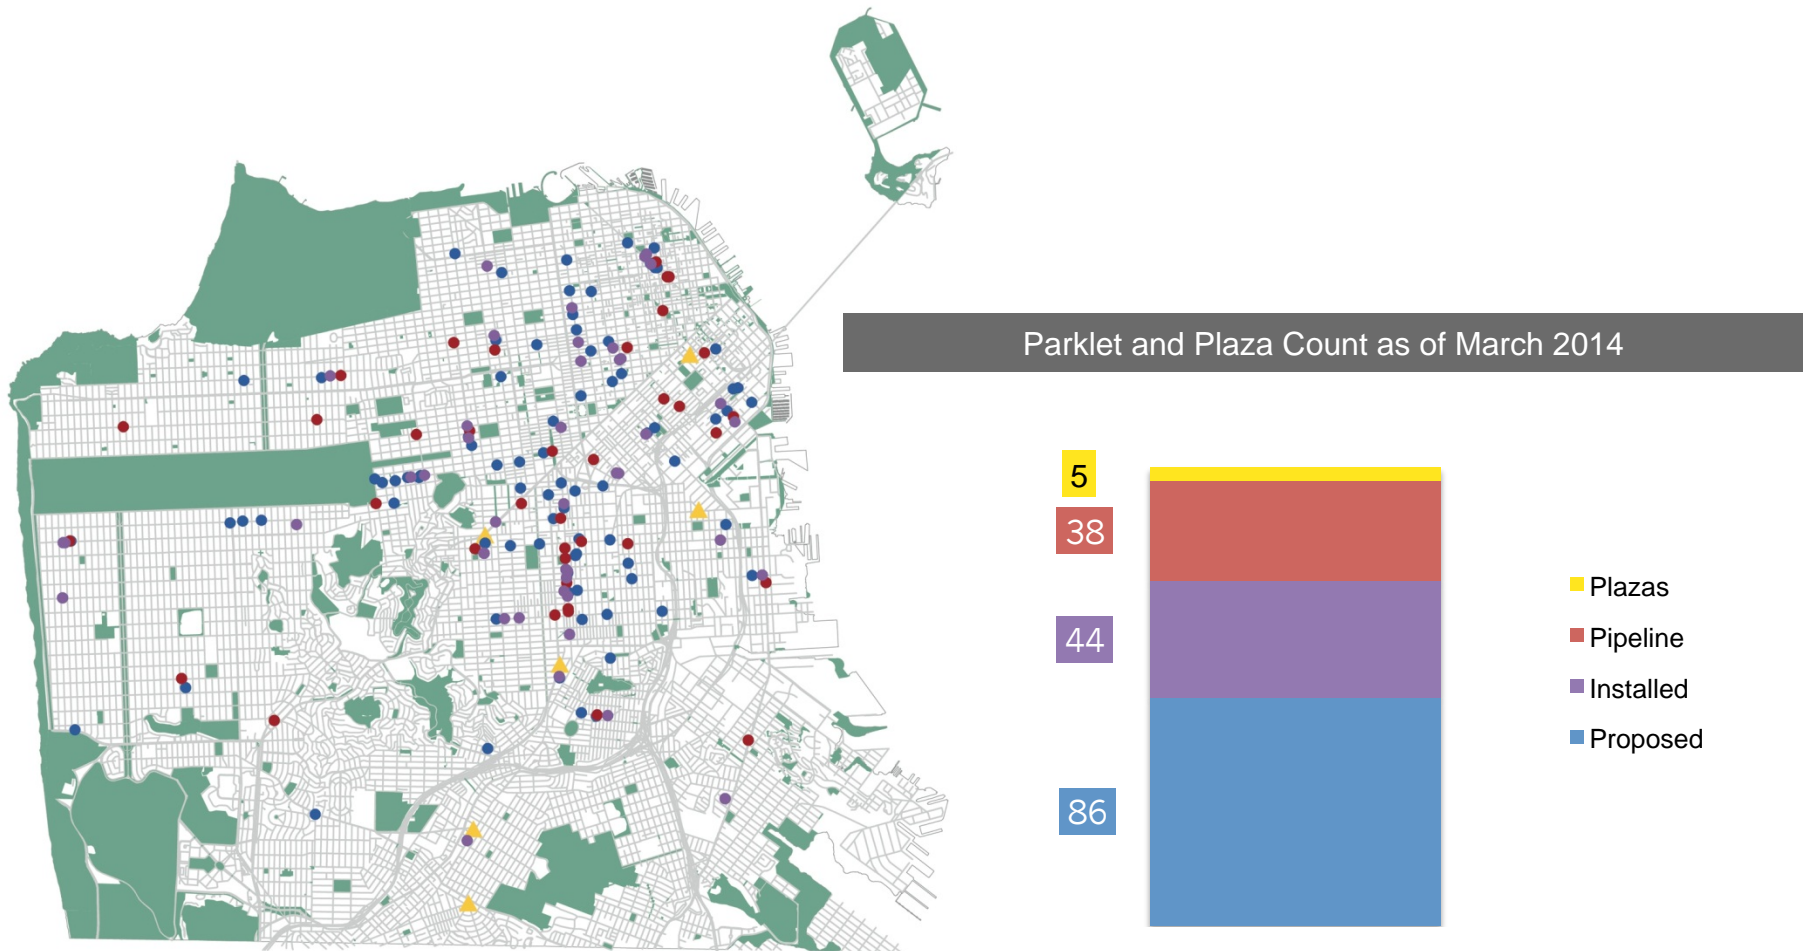 Parklet and Plaza Count as of March 2014
5
38
44
86
Plazas
Pipeline
Installed
Proposed